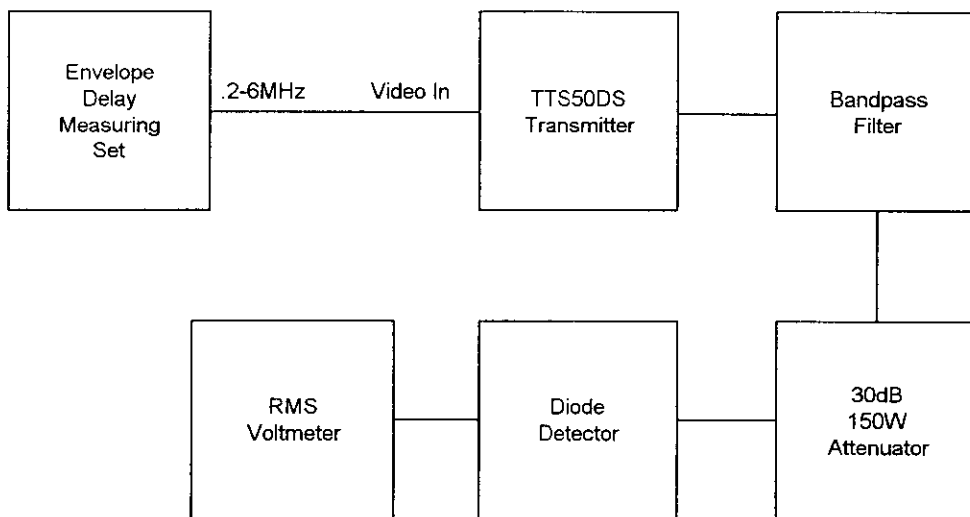 Envelope
Delay
Measuring
Set
.2-6MHz
Video In
TTS50DS
Transmitter
Bandpass
Filter
RMS
Voltmeter
Diode
Detector
30dB
150W
Attenuator